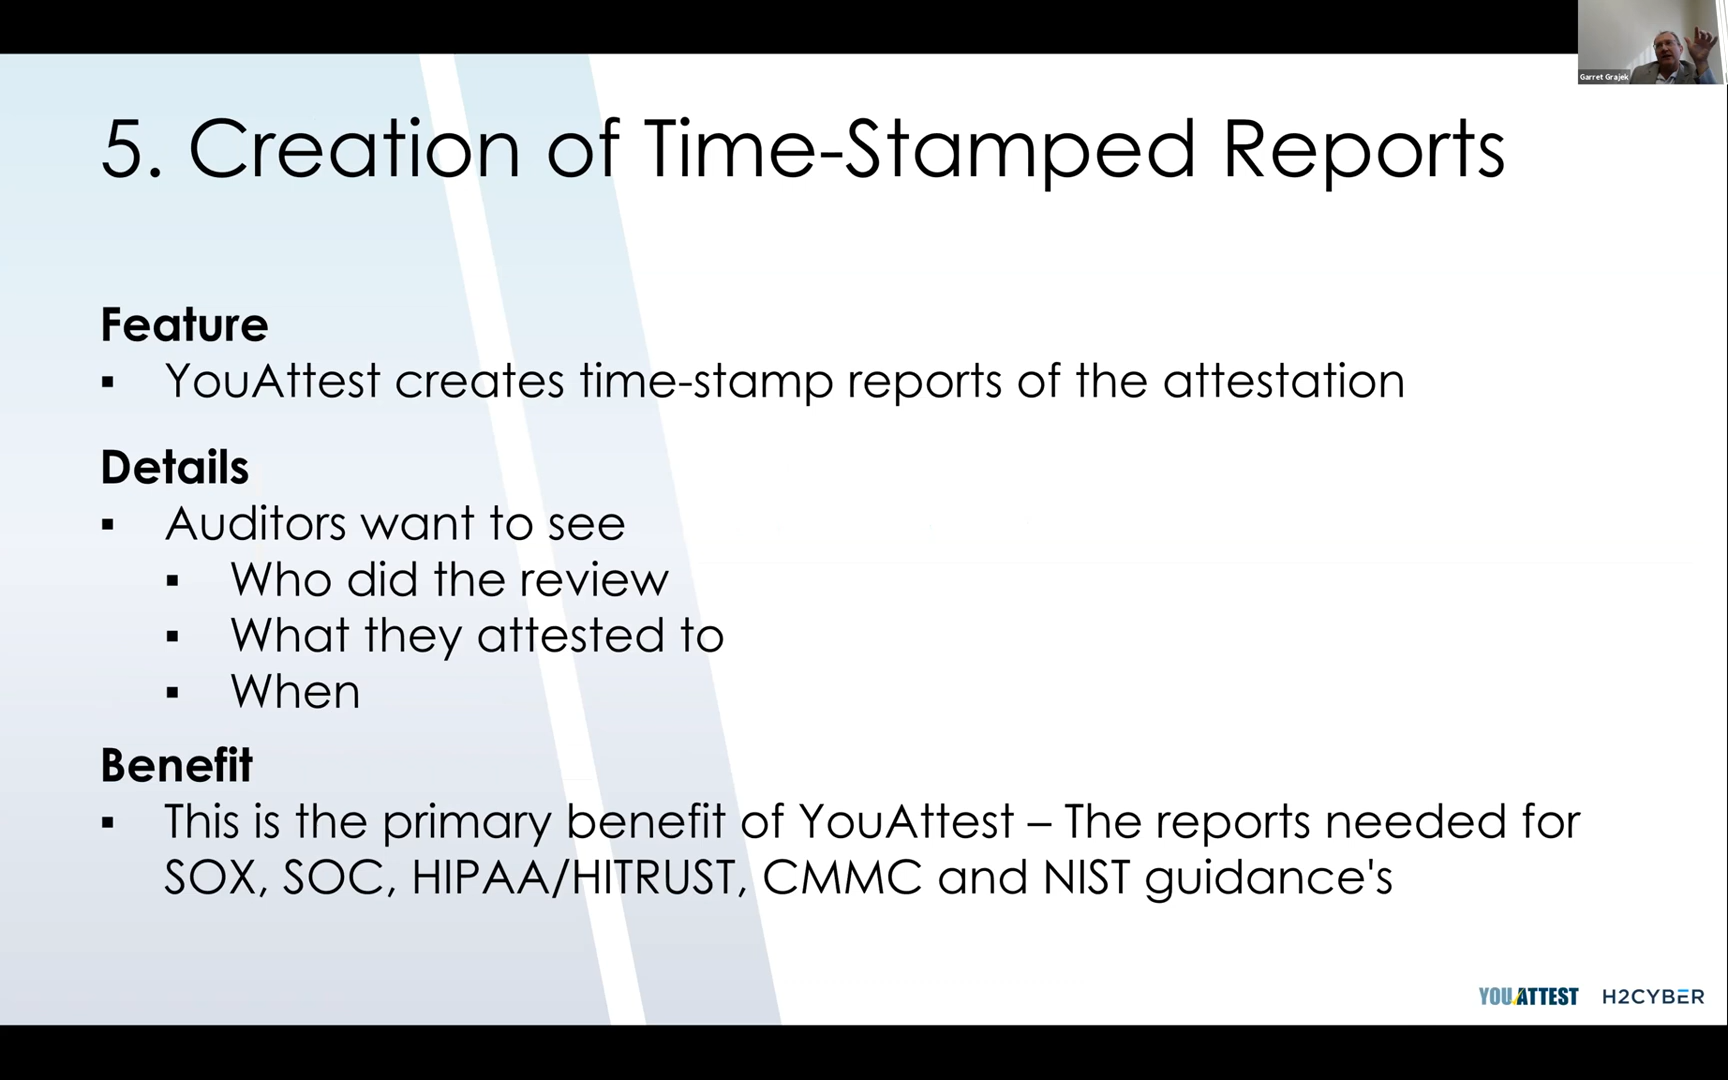 Garret Grajek
5. Creation of Time-Stamped Reports
Feature
▪ YouAttest creates time-stamp reports of the attestation
Details
▪ Auditors want to see
▪ Who did the review
▪ What they attested to
▪ When
Benefit
▪ This is the primary benefit of YouAttest – The reports needed for
SOX, SOC, HIPAA/HITRUST, CMMC and NIST guidance's
YOUATTEST H2CYBER